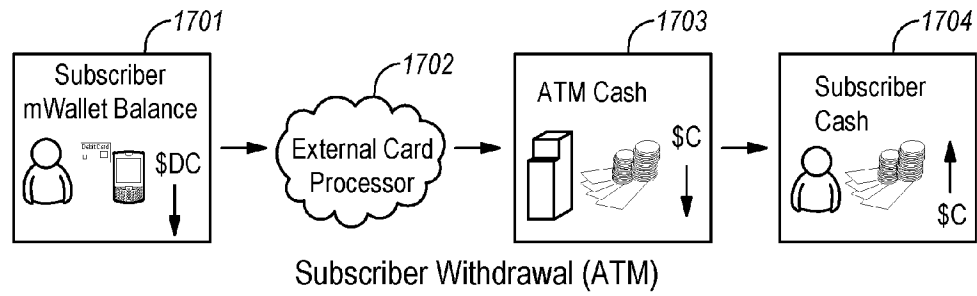 1701
1702
1703
1704
Subscriber
mWallet Balance
Debit Card
$DC
External Card
Processor
ATM Cash
$C
Subscriber
Cash
$C
Subscriber Withdrawal (ATM)